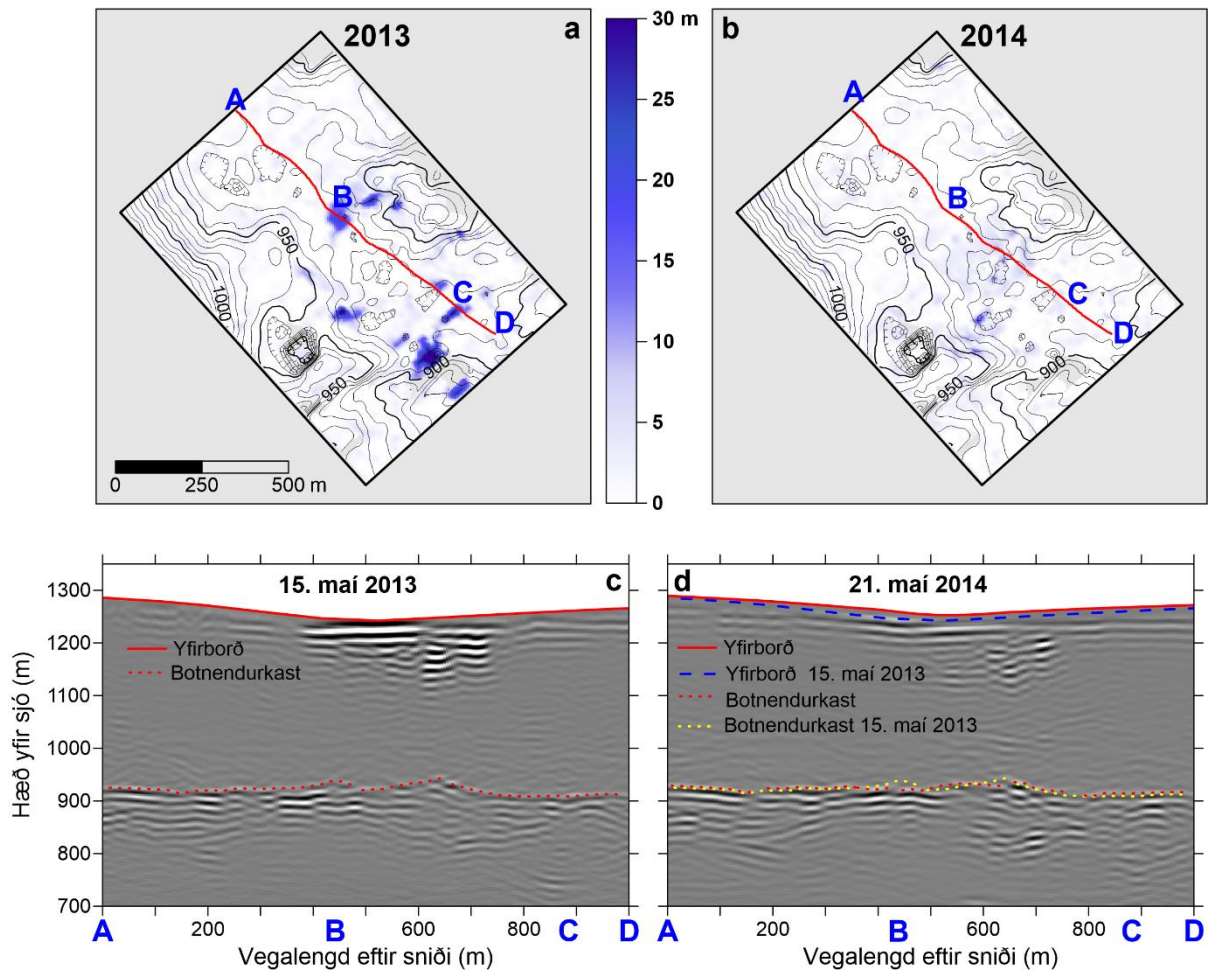 2013
a
A
B
C
D
950
1000
950
900
0 250 500 m
30 m
25
20
15
10
5
0
b
2014
A
B
C
D
950
1000
950
900
15. maí 2013
c
Yfirborð
Botnendurkast
1300
1200
1100
1000
900
800
700
Hæð yfir sjó (m)
200 400 600 800
A B C D
Vegalengd eftir sniði (m)
d
21. maí 2014
Yfirborð
Yfirborð 15. maí 2013
Botnendurkast
Botnendurkast 15. maí 2013
200 400 600 800
A B C D
Vegalengd eftir sniði (m)